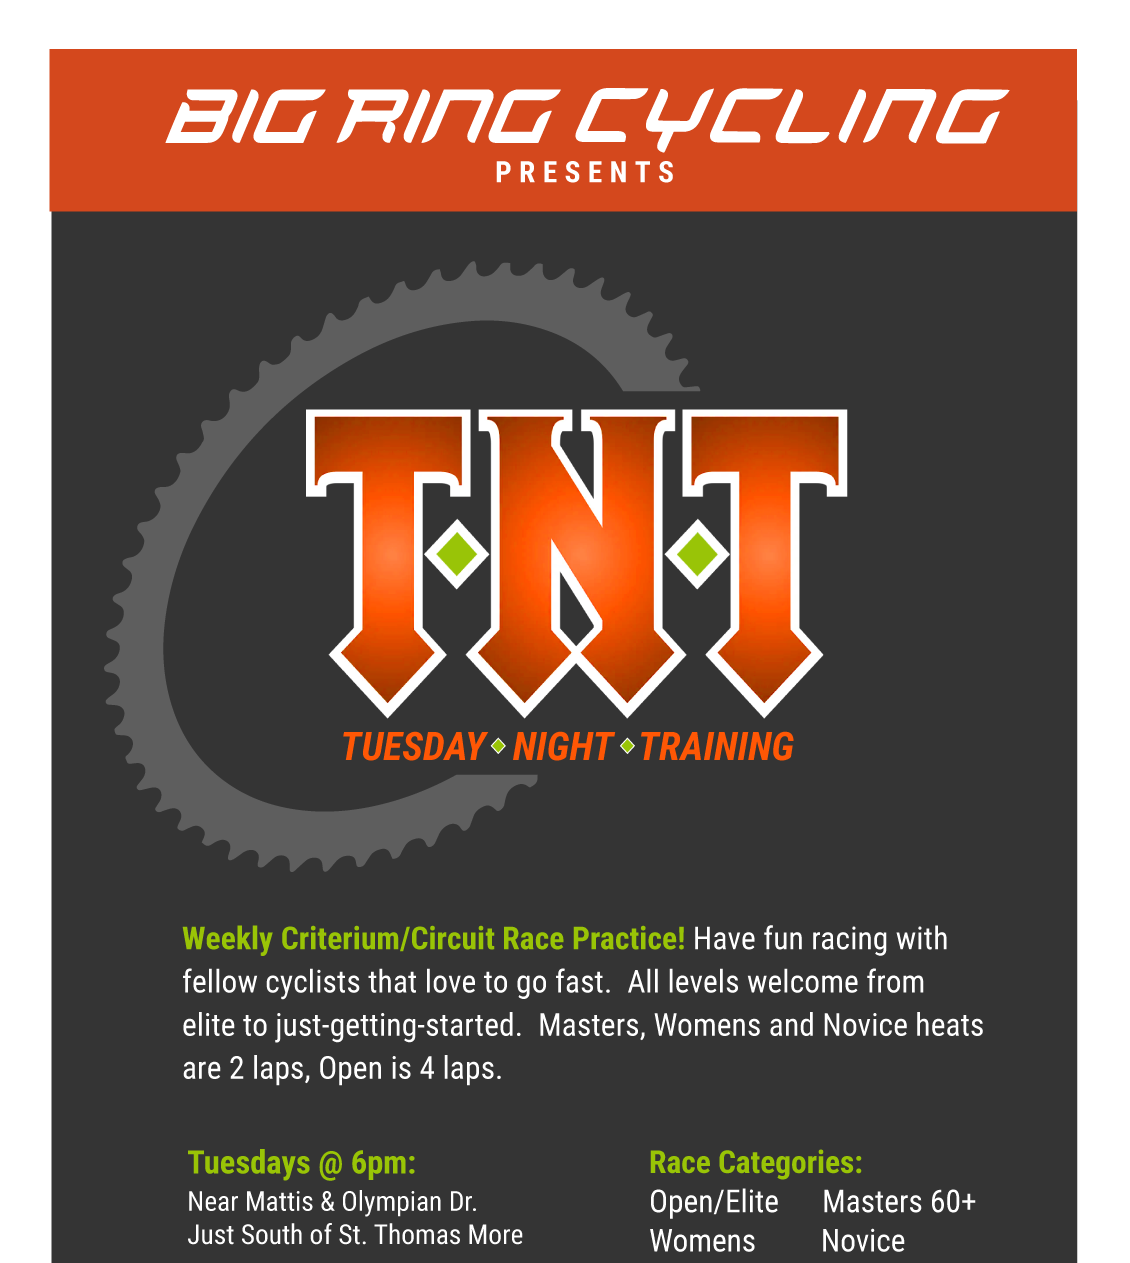 BIG RING CYCLING
PRESENTS
TNT
TUESDAY NIGHT TRAINING
Weekly Criterium/Circuit Race Practice! Have fun racing with
fellow cyclists that love to go fast.  All levels welcome from
elite to just-getting-started.  Masters, Womens and Novice heats
are 2 laps, Open is 4 laps.
Tuesdays @ 6pm:
Near Mattis & Olympian Dr.
Just South of St. Thomas More
Race Categories:
Open/Elite Masters 60+
Womens Novice